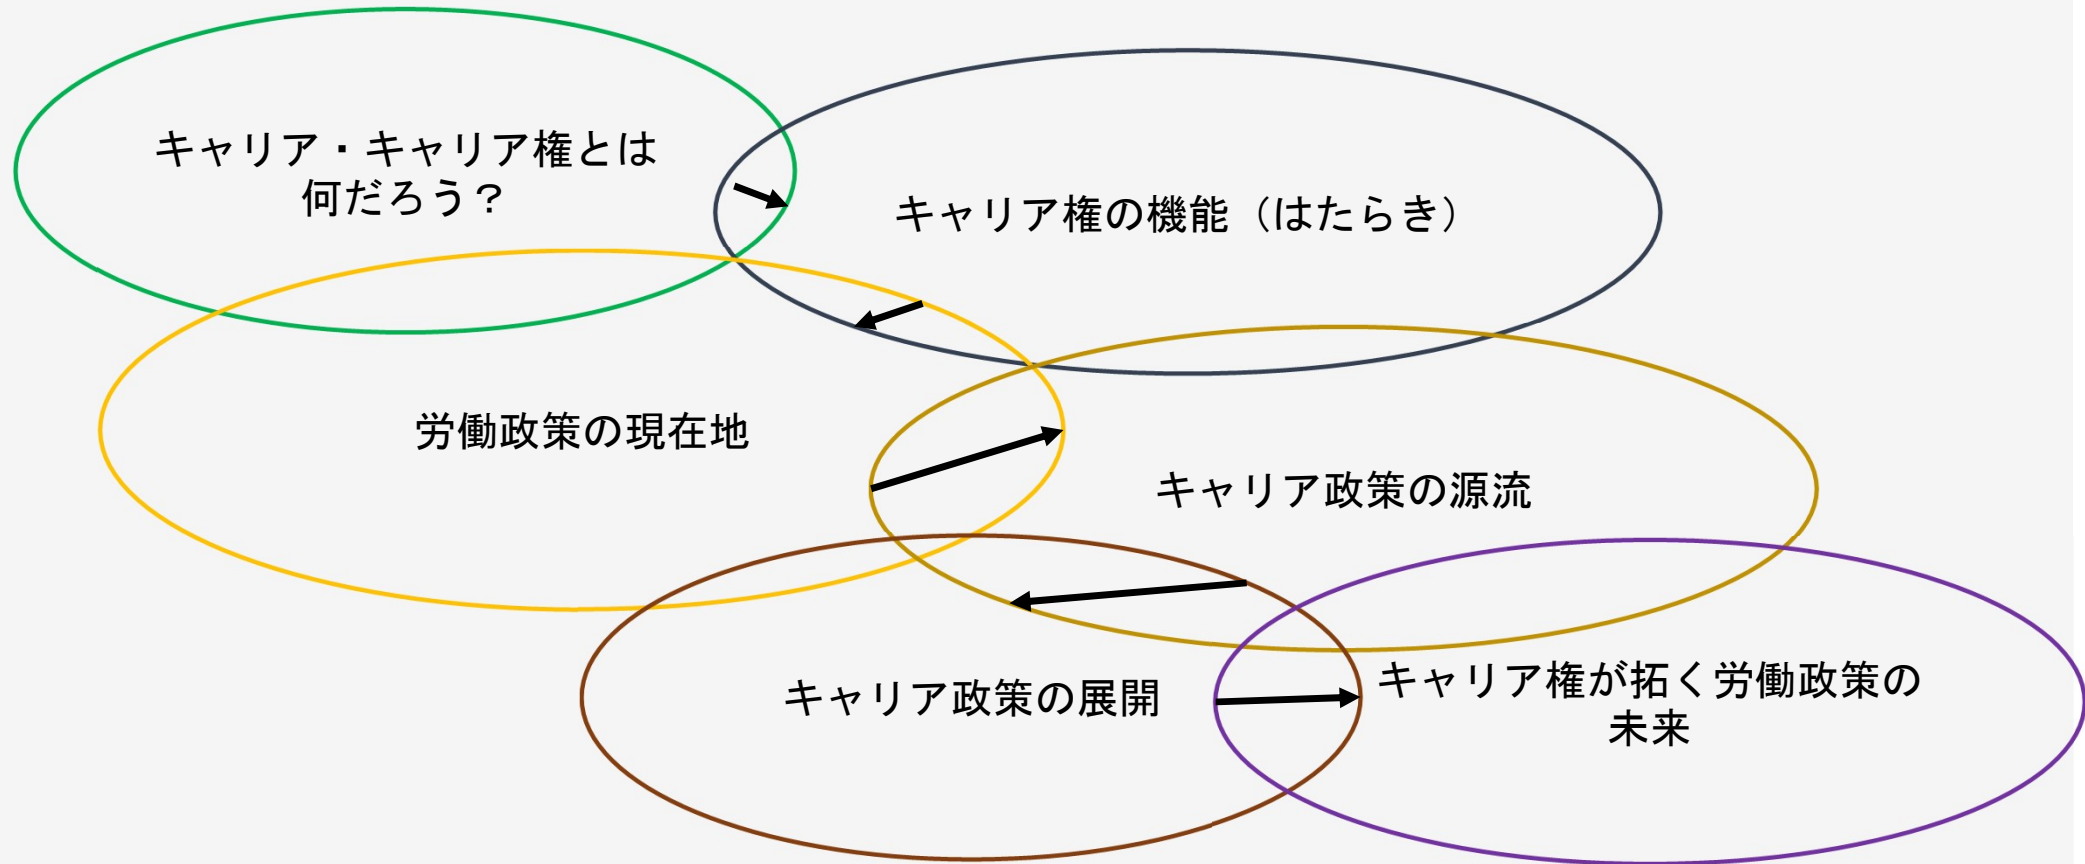 キャリア・キャリア権とは
何だろう？
キャリア権の機能（はたらき）
労働政策の現在地
キャリア政策の源流
キャリア政策の展開
キャリア権が拓く労働政策の
未来